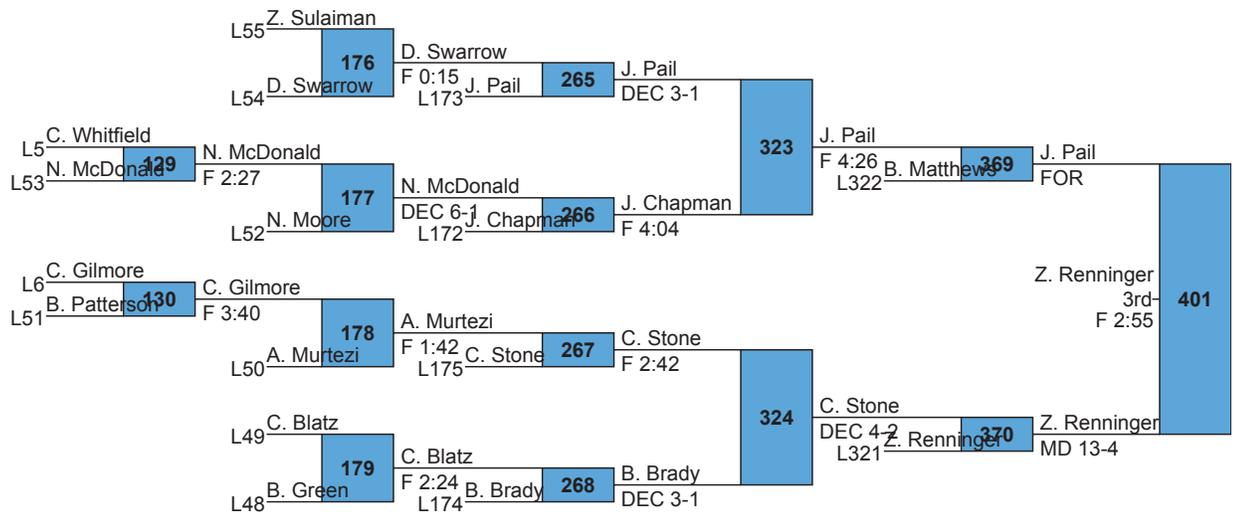 Z. Sulaiman
L55
176
D. Swarrow
F 0:15
D. Swarrow
L54
J. Pail
L173
265
J. Pail
DEC 3-1
C. Whitfield
L5
N. McDonald
L53
129
N. McDonald
F 2:27
177
N. Moore
L52
N. McDonald
DEC 6-1
J. Chapman
L172
266
J. Chapman
F 4:04
323
J. Pail
F 4:26
B. Matthews
L322
369
J. Pail
FOR
C. Gilmore
L6
B. Patterson
L51
130
C. Gilmore
F 3:40
178
A. Murtezi
L50
A. Murtezi
F 1:42
C. Stone
L175
267
C. Stone
F 2:42
C. Blatz
L49
179
B. Green
L48
C. Blatz
F 2:24
B. Brady
L174
268
B. Brady
DEC 3-1
324
C. Stone
DEC 4-2
Z. Renninger
L321
370
Z. Renninger
MD 13-4
Z. Renninger
3rd
F 2:55
401